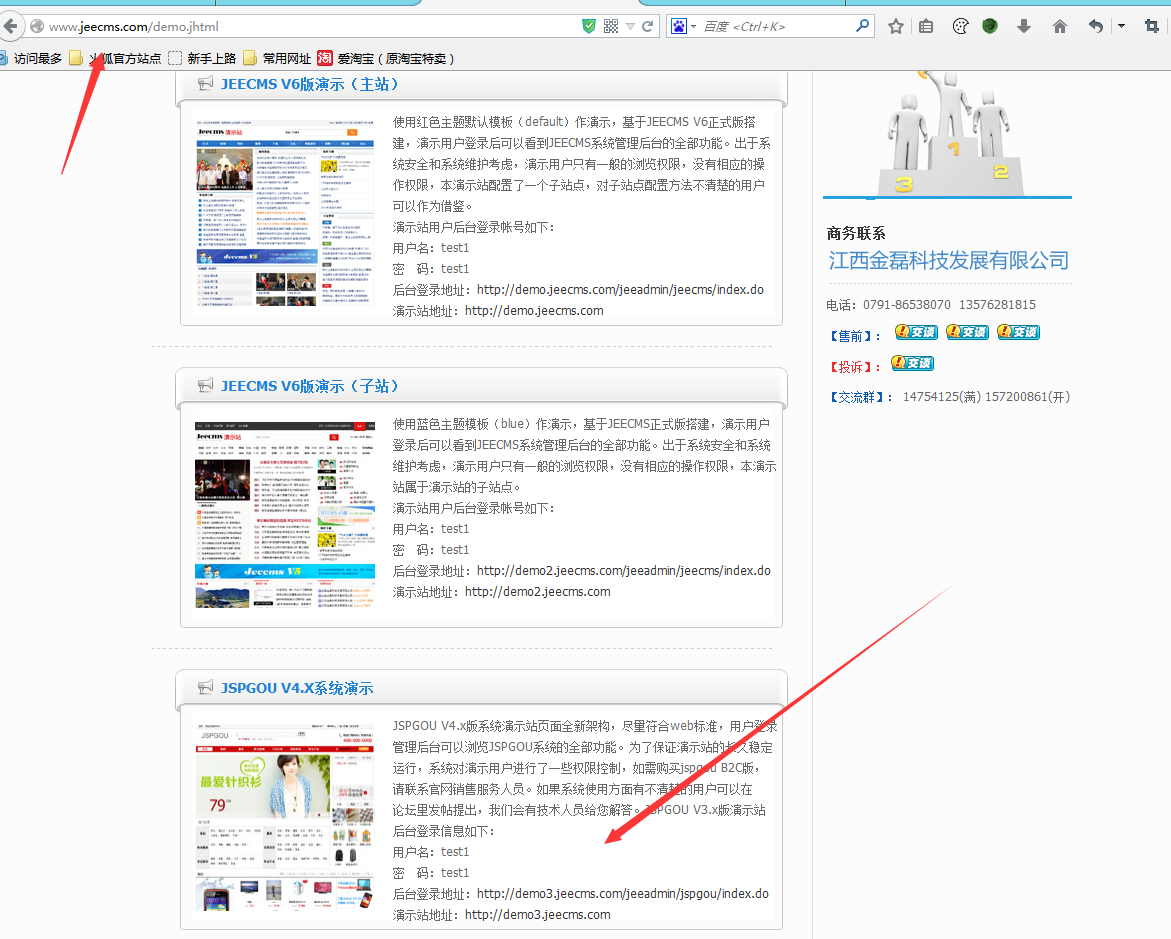 www.jeecms.com/demo.jhtml
百度 <Ctrl+K>
访问最多 火狐官方站点 新手上路 常用网址 淘 爱淘宝（原淘宝特卖）
JEECMS V6版演示（主站）
使用红色主题默认模板（default）作演示，基于JEECMS V6正式版搭
建，演示用户登录后可以看到JEECMS系统管理后台的全部功能。出于系
统安全和系统维护考虑，演示用户只有一般的浏览权限，没有相应的操
作权限，本演示站配置了一个子站点，对子站点配置方法不清楚的用户
可以作为借鉴。
演示站用户后台登录帐号如下：
用户名：test1
密 码：test1
后台登录地址：http://demo.jeecms.com/jeeadmin/jeecms/index.do
演示站地址：http://demo.jeecms.com
Jeecms 演示站
Jeecms V5
JEECMS V6版演示（子站）
使用蓝色主题模板（blue）作演示，基于JEECMS正式版搭建，演示用户
登录后可以看到JEECMS系统管理后台的全部功能。出于系统安全和系统
维护考虑，演示用户只有一般的浏览权限，没有相应的操作权限，本演示
站属于演示站的子站点。
演示站用户后台登录帐号如下：
用户名：test1
密 码：test1
后台登录地址：http://demo2.jeecms.com/jeeadmin/jeecms/index.do
演示站地址：http://demo2.jeecms.com
Jeecms 演示站
Jeecms V5
JSPGOU V4.X系统演示
JSPGOU V4.x版系统演示站页面全新架构，尽量符合web标准，用户登录
管理后台可以浏览JSPGOU系统的全部功能。为了保证演示站的长久稳定
运行，系统对演示用户进行了一些权限控制，如需购买jspgou B2C版，
请联系官网销售服务人员。如果系统使用方面有不清楚的用户可以在
论坛里发帖提出，我们会有技术人员给您解答。JSPGOU V3.x版演示站
后台登录信息如下：
用户名：test1
密 码：test1
后台登录地址：http://demo3.jeecms.com/jeeadmin/jspgou/index.do
演示站地址：http://demo3.jeecms.com
JSPGOU
最爱针织衫
79
3 1 2
商务联系
江西金磊科技发展有限公司
电话：0791-86538070 13576281815
【售前】： 交谈 交谈 交谈
【投诉】： 交谈
【交流群】： 14754125(满) 157200861(开)